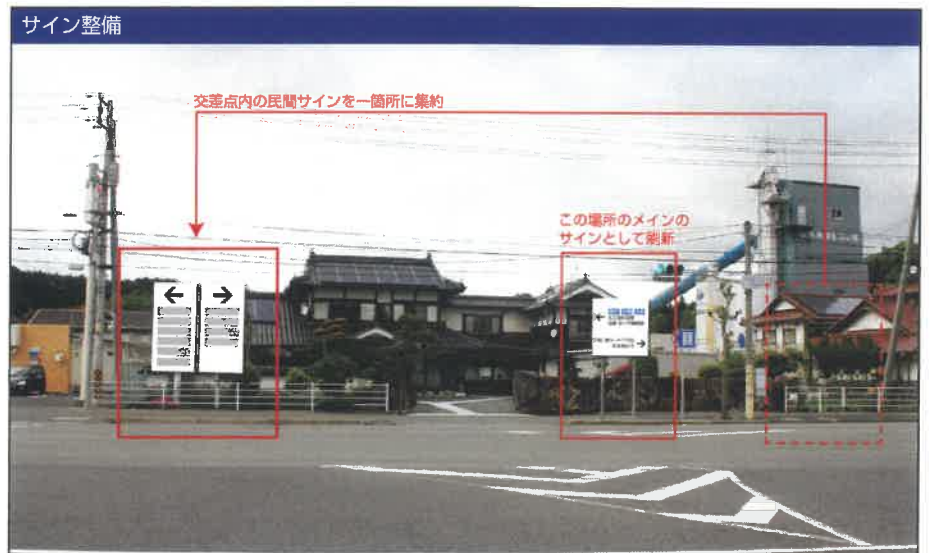 サイン整備
交差点内の民間サインを一箇所に集約
この場所のメインの
サインとして刷新
←
→
←
→